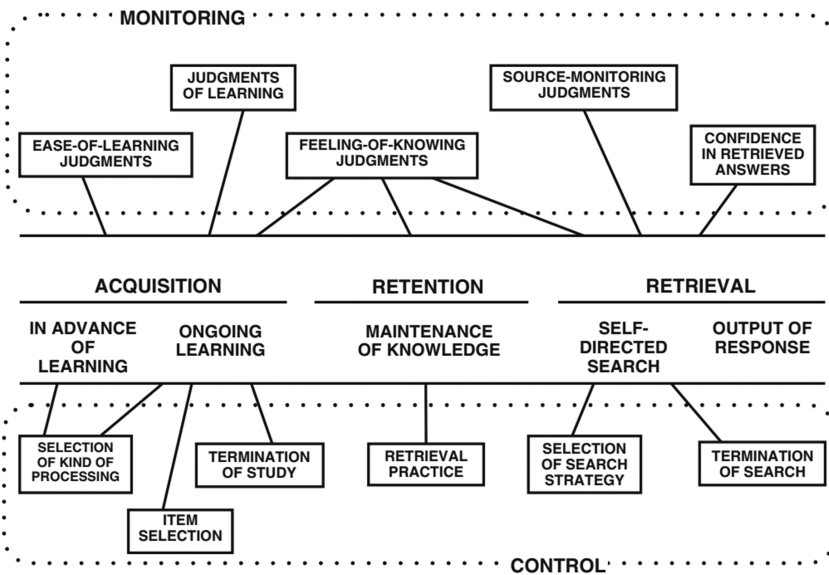 MONITORING
JUDGMENTS
OF LEARNING
SOURCE-MONITORING
JUDGMENTS
EASE-OF-LEARNING
JUDGMENTS
FEELING-OF-KNOWING
JUDGMENTS
CONFIDENCE
IN RETRIEVED
ANSWERS
ACQUISITION
RETENTION
RETRIEVAL
IN ADVANCE
OF
LEARNING
ONGOING
LEARNING
MAINTENANCE
OF KNOWLEDGE
SELF-
DIRECTED
SEARCH
OUTPUT OF
RESPONSE
SELECTION
OF KIND OF
PROCESSING
TERMINATION
OF STUDY
RETRIEVAL
PRACTICE
SELECTION
OF SEARCH
STRATEGY
TERMINATION
OF SEARCH
ITEM
SELECTION
CONTROL